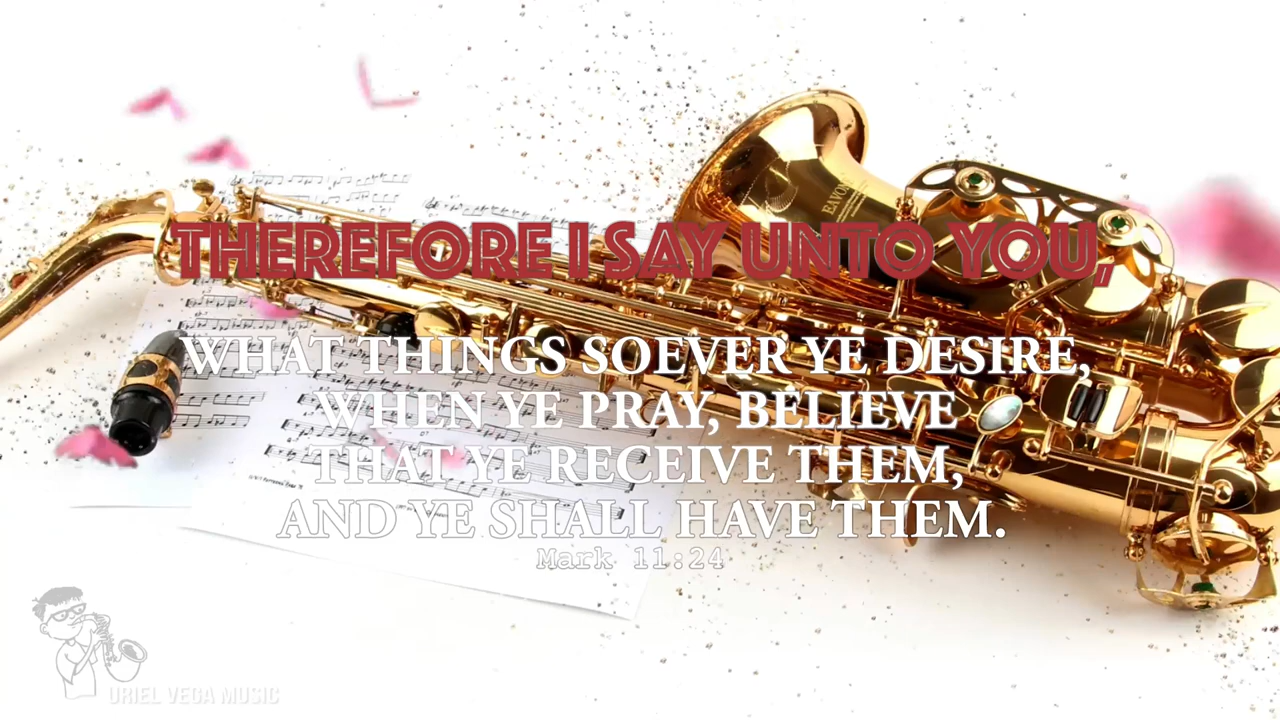 THEREFORE I SAY UNTO YOU,
WHAT THINGS SOEVER YE DESIRE,
WHEN YE PRAY, BELIEVE
THAT YE RECEIVE THEM,
AND YE SHALL HAVE THEM.
Mark 11:24
URIEL VEGA MUSIC